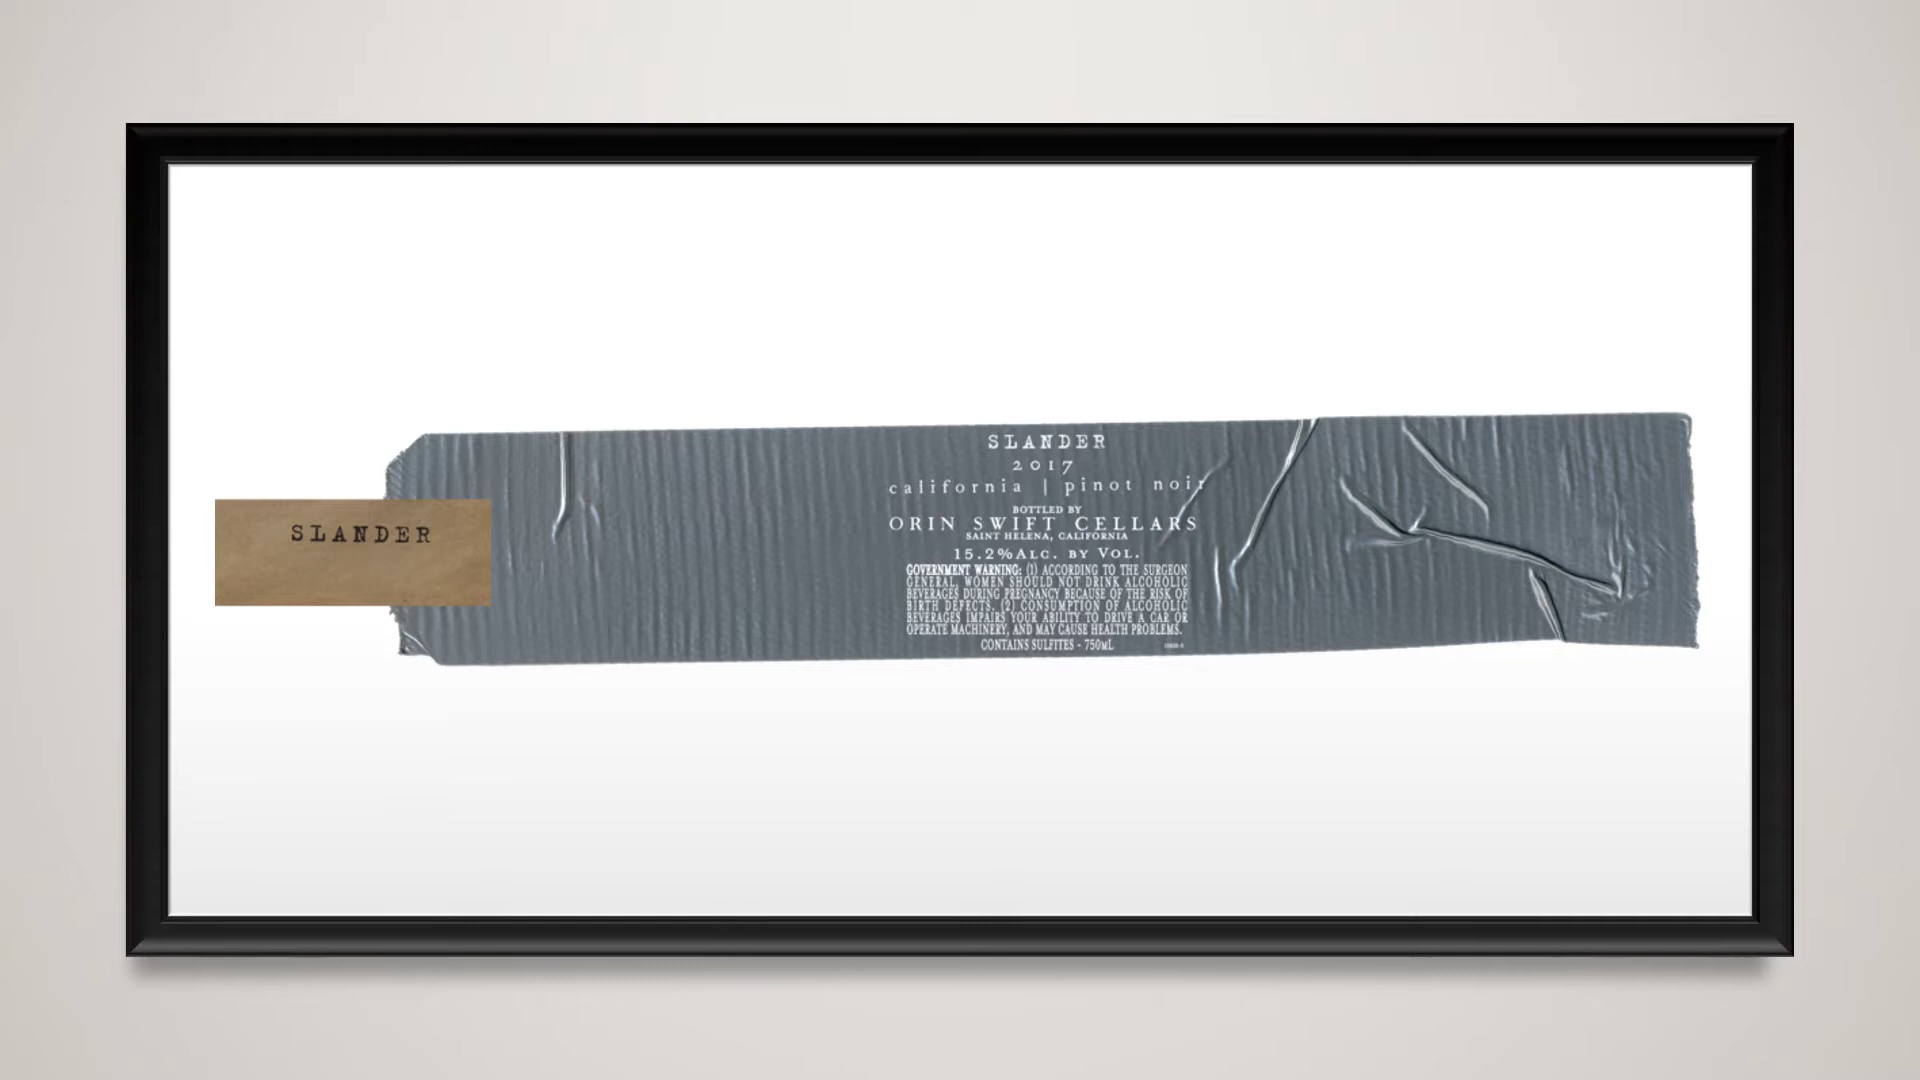 SLANDER
SLANDER
2017
california | pinot noir
BOTTLED BY
ORIN SWIFT CELLARS
SAINT HELENA, CALIFORNIA
15.2%ALC. BY VOL.
GOVERNMENT WARNING: (1) ACCORDING TO THE SURGEON
GENERAL, WOMEN SHOULD NOT DRINK ALCOHOLIC
BEVERAGES DURING PREGNANCY BECAUSE OF THE RISK OF
BIRTH DEFECTS. (2) CONSUMPTION OF ALCOHOLIC
BEVERAGES IMPAIRS YOUR ABILITY TO DRIVE A CAR OR
OPERATE MACHINERY, AND MAY CAUSE HEALTH PROBLEMS.
CONTAINS SULFITES - 750ML